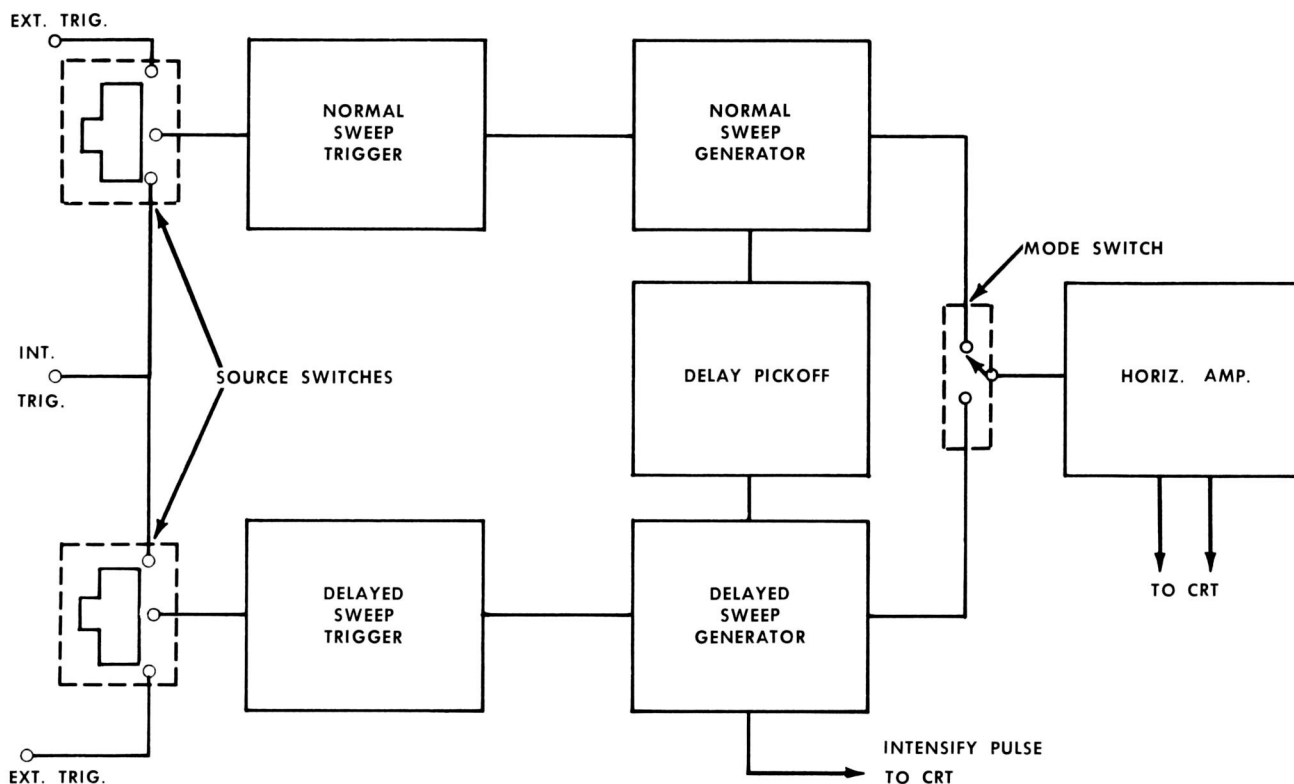 EXT. TRIG.
NORMAL
SWEEP
TRIGGER
NORMAL
SWEEP
GENERATOR
MODE SWITCH
INT.
TRIG.
SOURCE SWITCHES
DELAY PICKOFF
HORIZ. AMP.
DELAYED
SWEEP
TRIGGER
DELAYED
SWEEP
GENERATOR
TO CRT
EXT. TRIG.
INTENSIFY PULSE
TO CRT